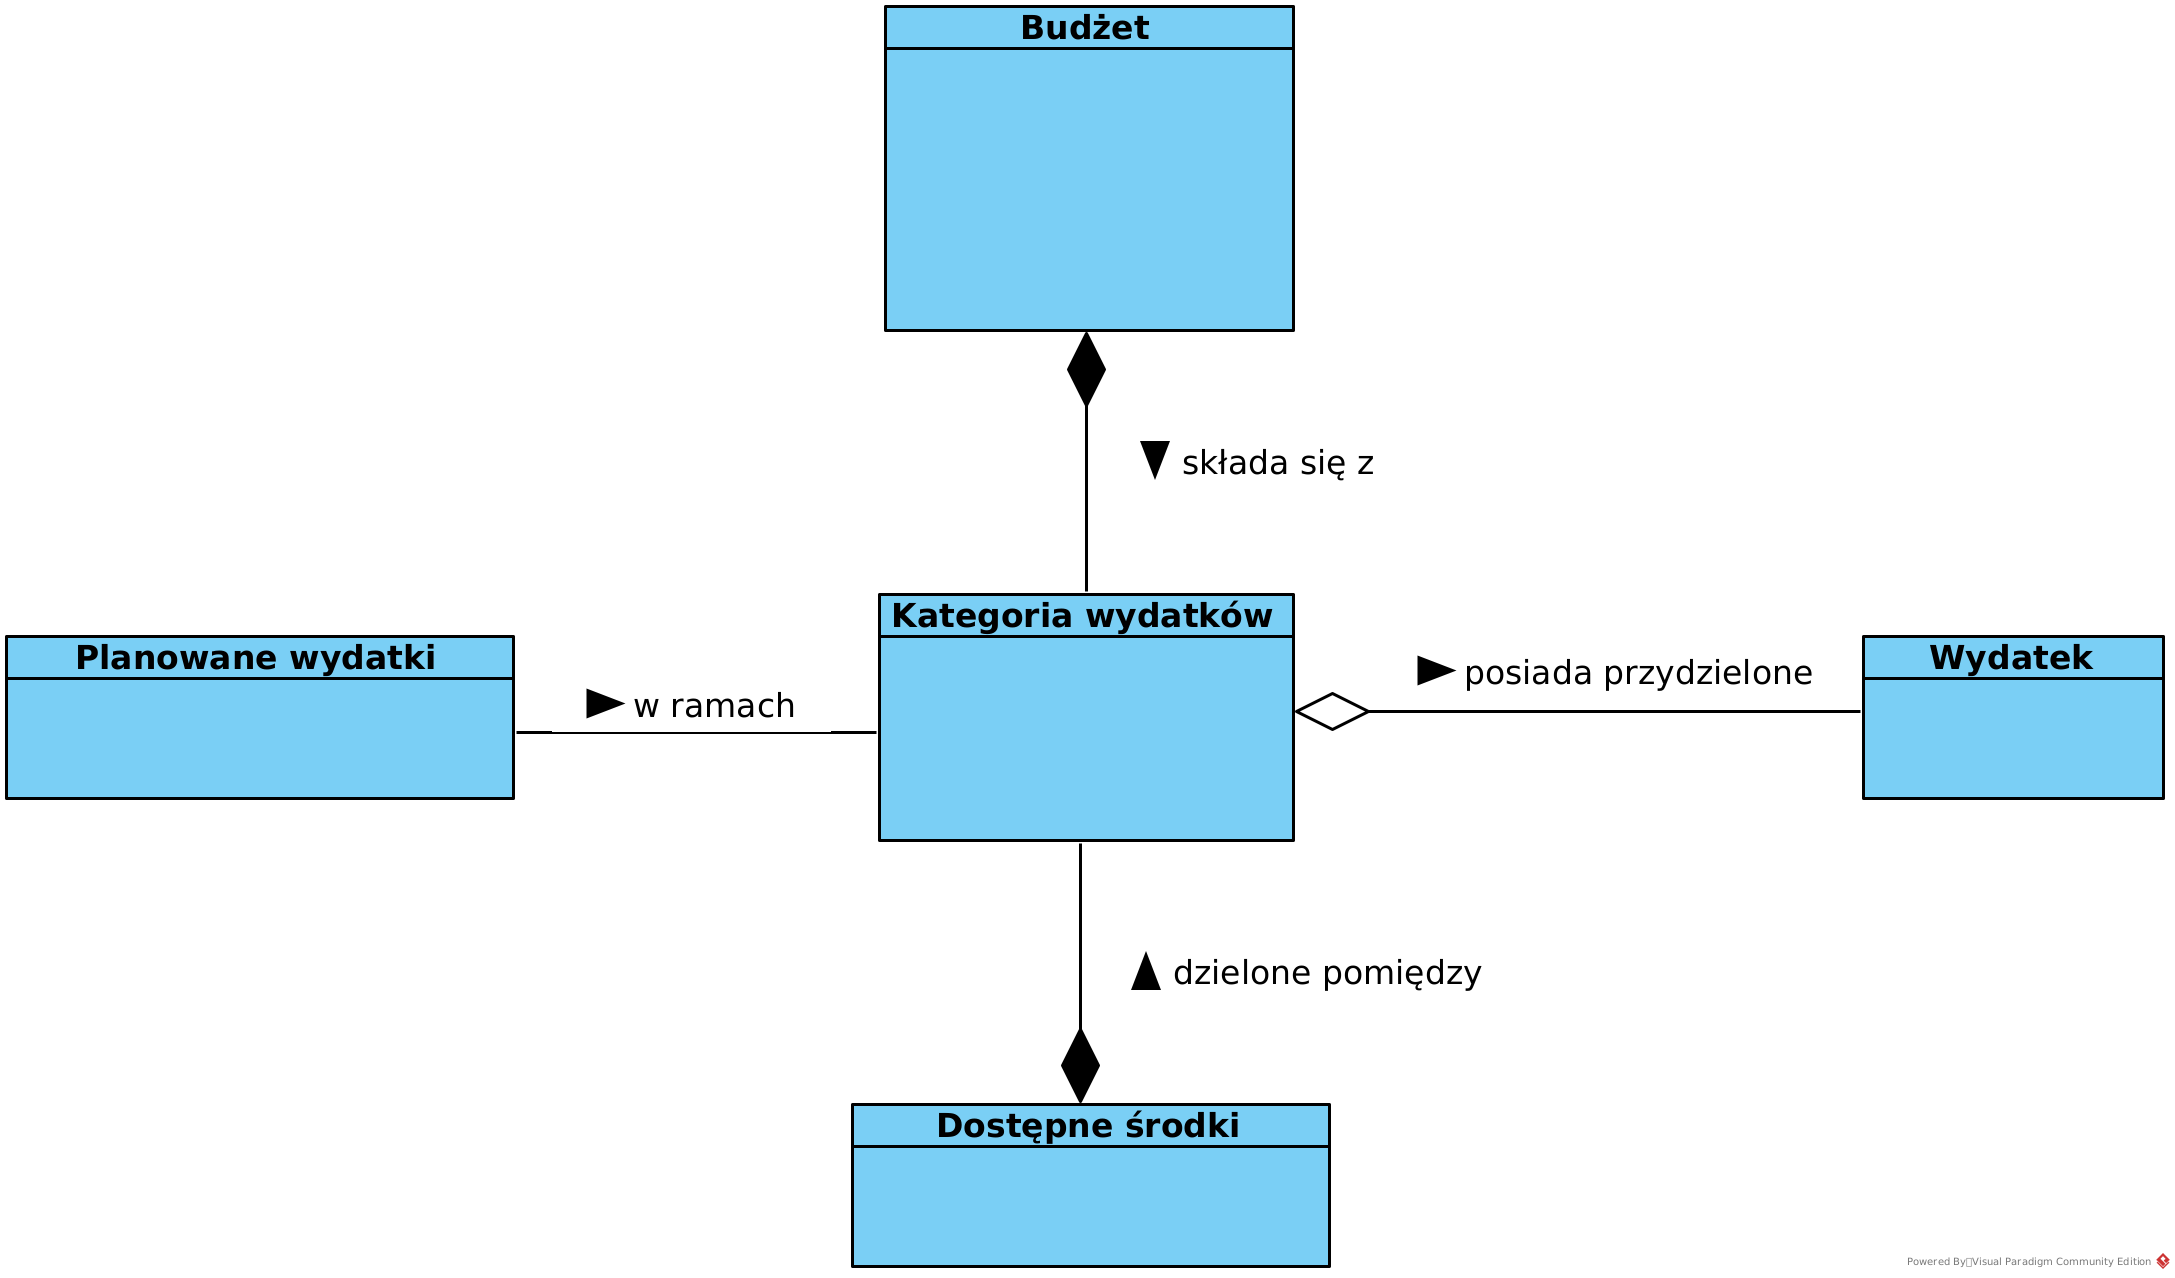 Budżet
składa się z
Kategoria wydatków
Planowane wydatki
Wydatek
posiada przydzielone
w ramach
dzielone pomiędzy
Dostępne środki
Powered By Visual Paradigm Community Edition